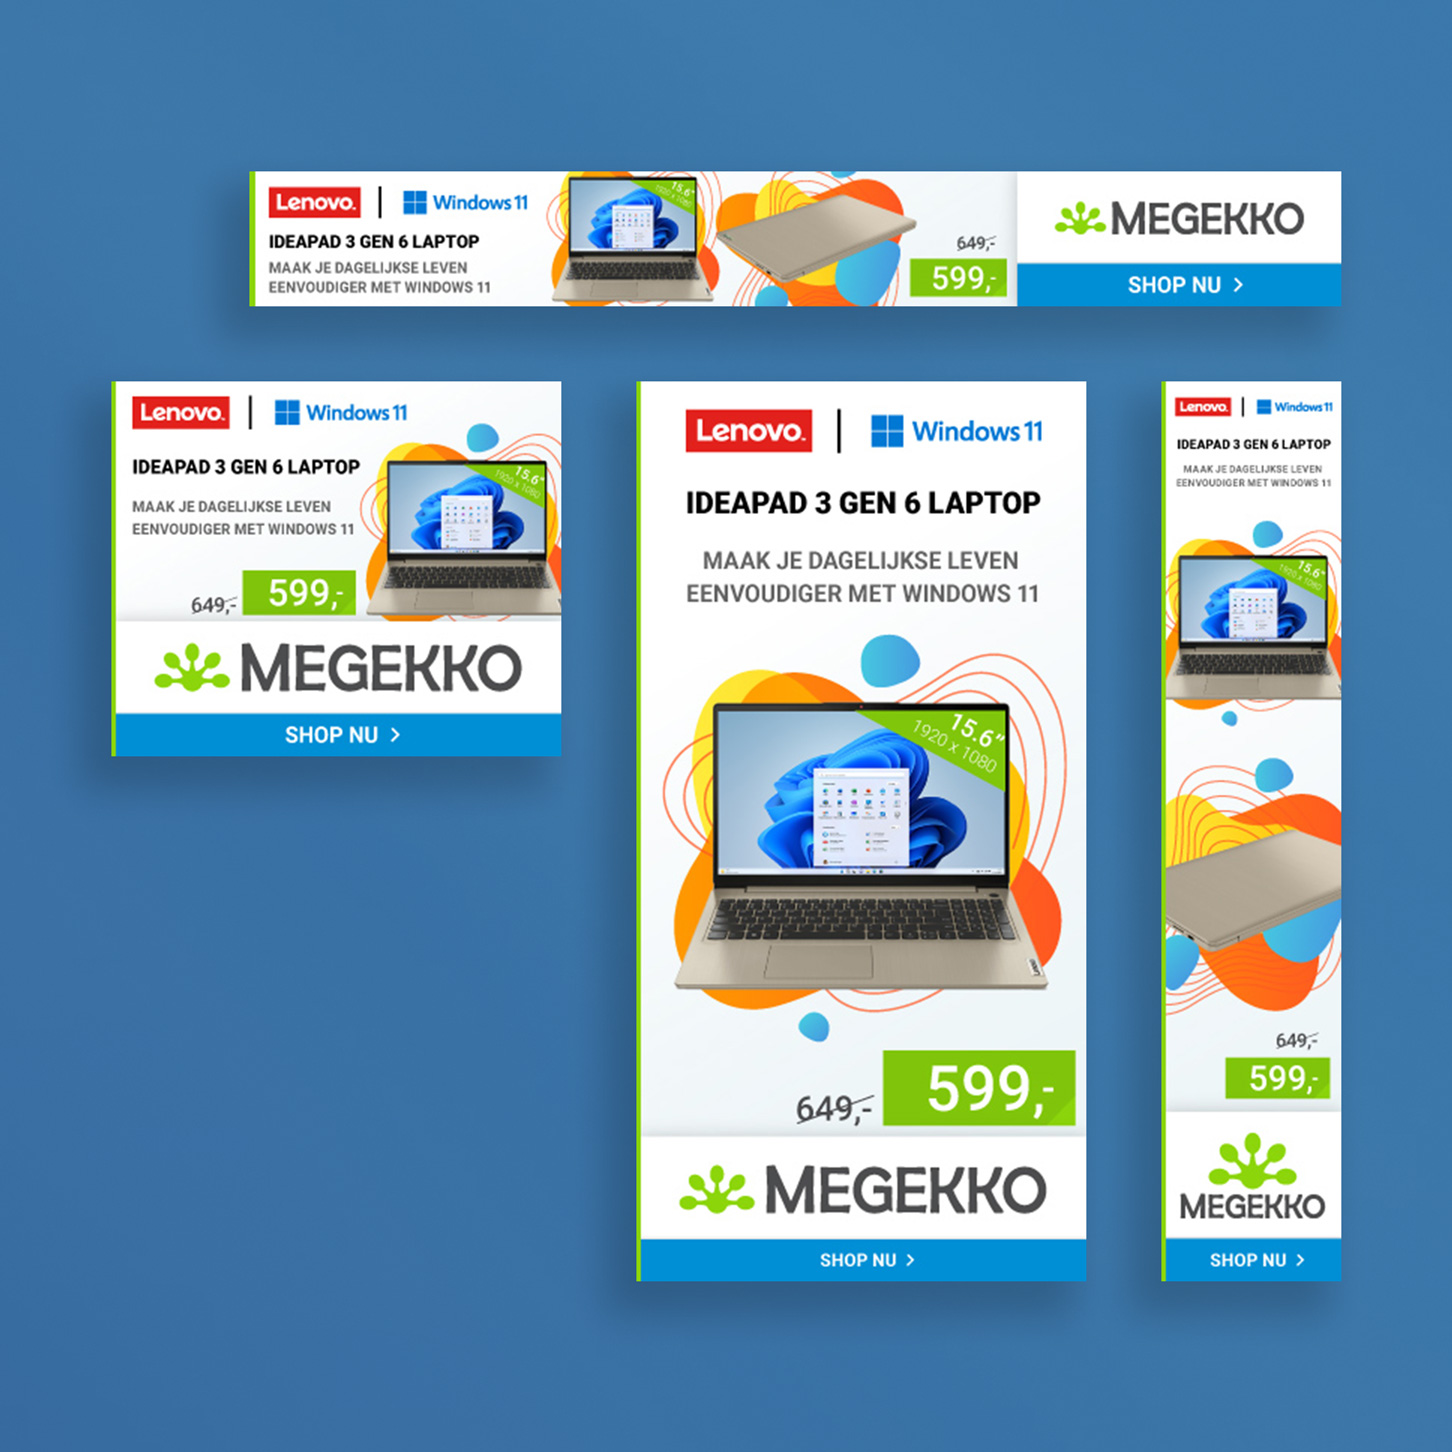 Lenovo.
Windows 11
IDEAPAD 3 GEN 6 LAPTOP
MAAK JE DAGELIJKSE LEVEN
EENVOUDIGER MET WINDOWS 11
15.6"
1920 x 1080
649,-
599,-
MEGEKKO
SHOP NU >
Lenovo.
Windows 11
IDEAPAD 3 GEN 6 LAPTOP
MAAK JE DAGELIJKSE LEVEN
EENVOUDIGER MET WINDOWS 11
15.6"
1920 x 1080
649,-
599,-
MEGEKKO
SHOP NU >
Lenovo.
Windows 11
IDEAPAD 3 GEN 6 LAPTOP
MAAK JE DAGELIJKSE LEVEN
EENVOUDIGER MET WINDOWS 11
15.6"
1920 x 1080
Lenovo
649,-
599,-
MEGEKKO
SHOP NU >
Lenovo.
Windows 11
IDEAPAD 3 GEN 6 LAPTOP
MAAK JE DAGELIJKSE LEVEN
EENVOUDIGER MET WINDOWS 11
15.6"
1920 x 1080
649,-
599,-
MEGEKKO
SHOP NU >